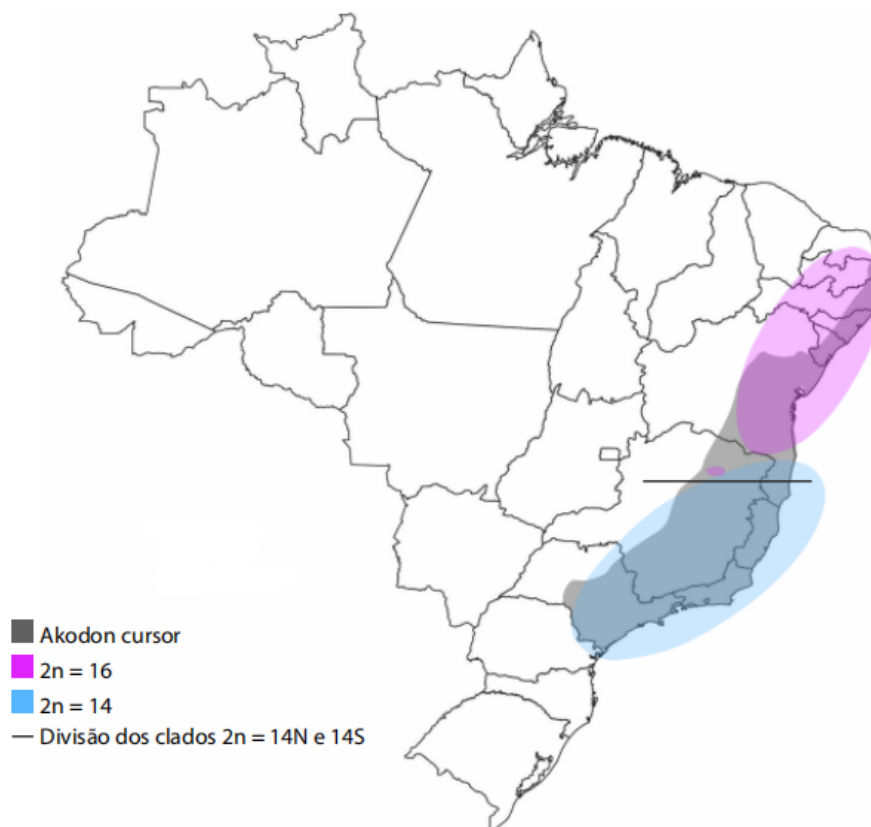 Akodon cursor
2n = 16
2n = 14
— Divisão dos clados 2n = 14N e 14S